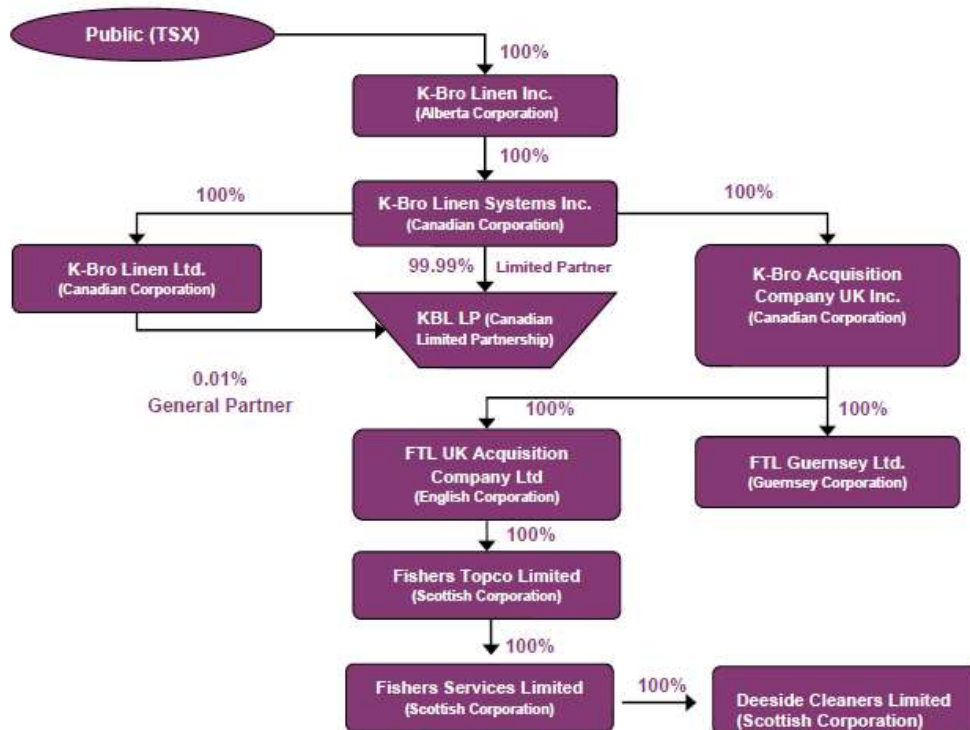 Public (TSX)
100%
K-Bro Linen Inc.
(Alberta Corporation)
100%
K-Bro Linen Systems Inc.
(Canadian Corporation)
100%
100%
K-Bro Linen Ltd.
(Canadian Corporation)
99.99% Limited Partner
K-Bro Acquisition
Company UK Inc.
(Canadian Corporation)
KBL LP (Canadian
Limited Partnership)
0.01%
General Partner
100%
100%
FTL UK Acquisition
Company Ltd
(English Corporation)
FTL Guernsey Ltd.
(Guernsey Corporation)
100%
Fishers Topco Limited
(Scottish Corporation)
100%
Fishers Services Limited
(Scottish Corporation)
100%
Deeside Cleaners Limited
(Scottish Corporation)